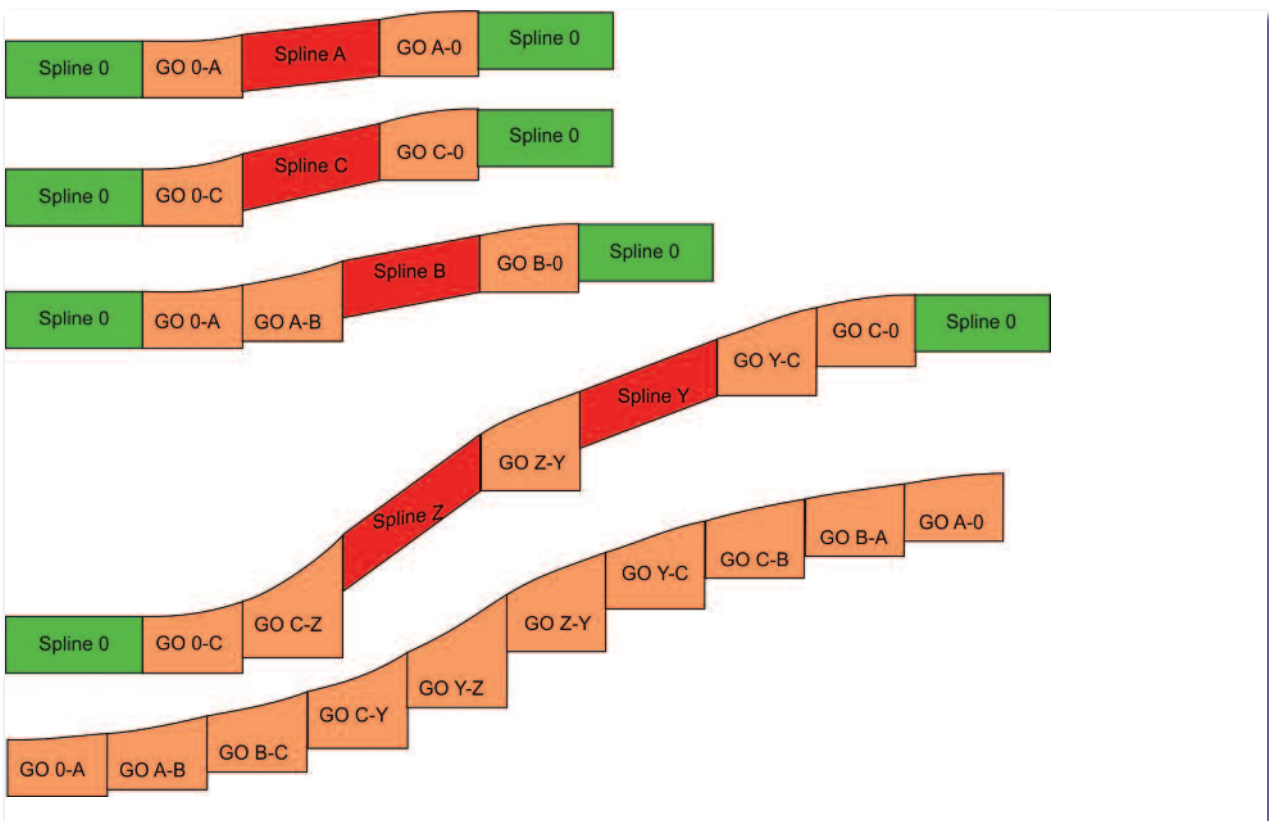 Spline 0
GO 0-A
Spline A
GO A-0
Spline 0
Spline 0
GO 0-C
Spline C
GO C-0
Spline 0
Spline 0
GO 0-A
GO A-B
Spline B
GO B-0
Spline 0
Spline 0
GO 0-C
GO C-Z
Spline Z
GO Z-Y
Spline Y
GO Y-C
GO C-0
Spline 0
GO 0-A
GO A-B
GO B-C
GO C-Y
GO Y-Z
GO Z-Y
GO Y-C
GO C-B
GO B-A
GO A-0